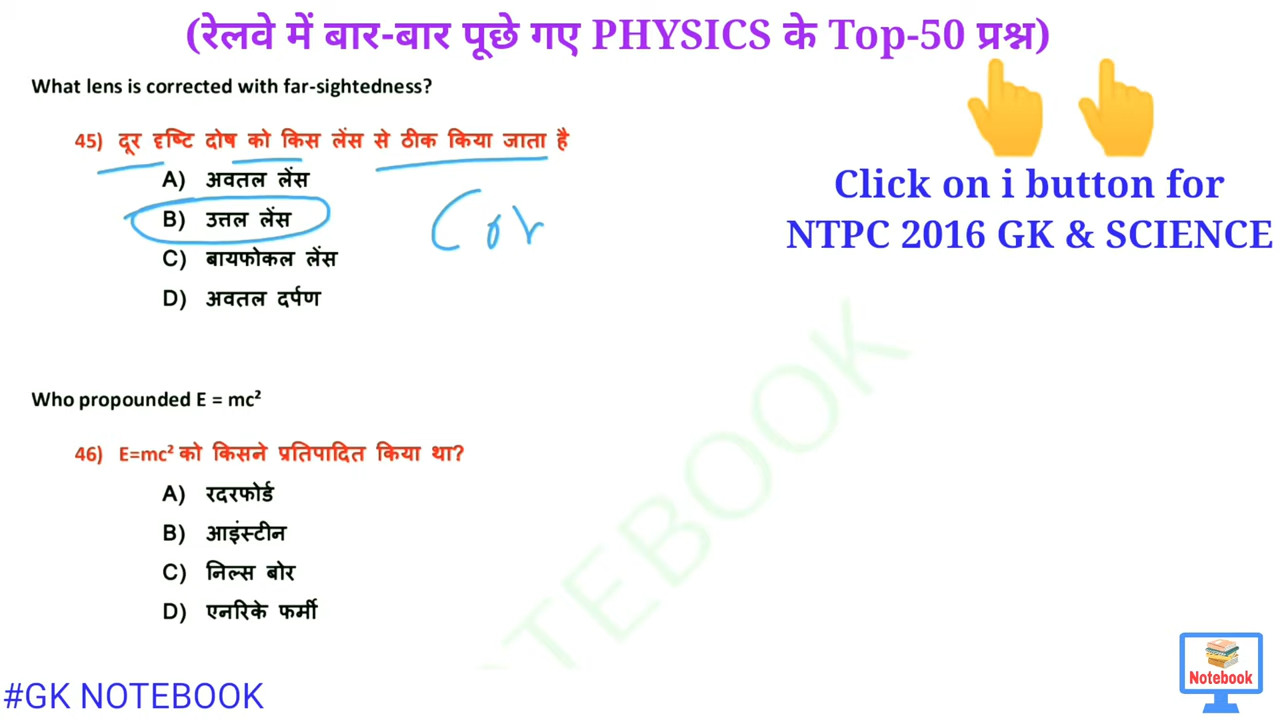 (रेलवे में बार-बार पूछे गए PHYSICS के Top-50 प्रश्न)
What lens is corrected with far-sightedness?
45) दूर दृष्टि दोष को किस लेंस से ठीक किया जाता है
A) अवतल लेंस
B) उत्तल लेंस
C) बायफोकल लेंस
D) अवतल दर्पण
Con
Click on i button for
NTPC 2016 GK & SCIENCE
Who propounded E = mc²
46) E=mc² को किसने प्रतिपादित किया था?
A) रदरफोर्ड
B) आइंस्टीन
C) निल्स बोर
D) एनरिके फर्मी
TEBOOK
#GK NOTEBOOK
Notebook